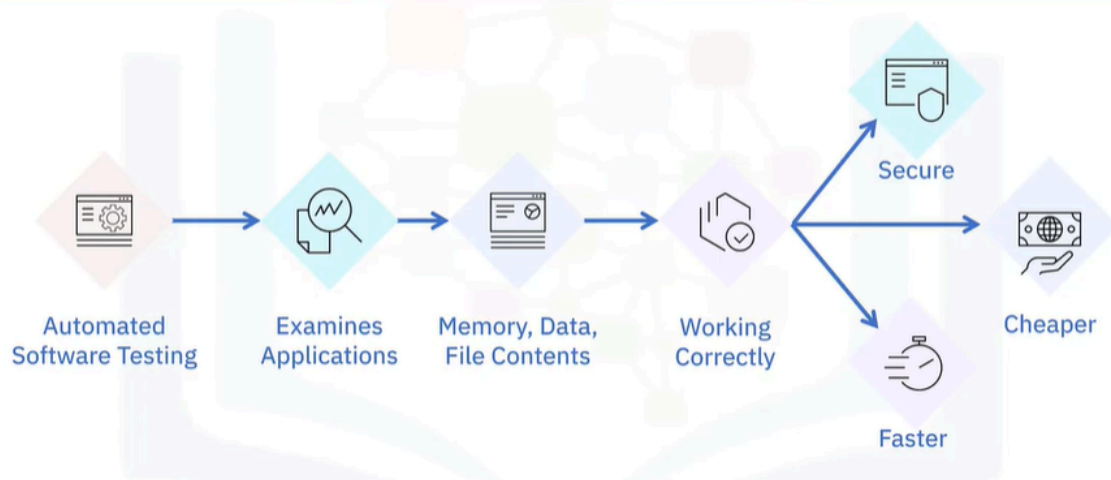 Automated
Software Testing
Examines
Applications
Memory, Data,
File Contents
Working
Correctly
Secure
Cheaper
Faster